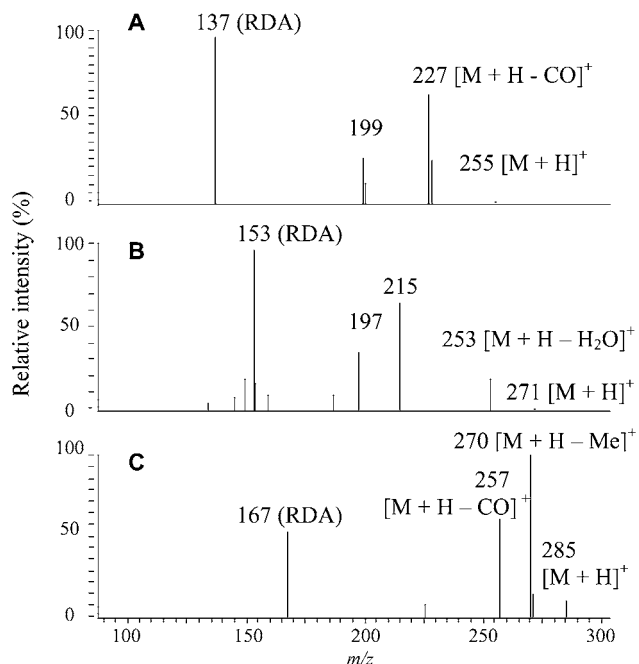 Relative intensity (%)
A
137 (RDA)
227 [M + H - CO]+
199
255 [M + H]+
100
50
0
B
153 (RDA)
215
197
253 [M + H – H2O]+
271 [M + H]+
100
50
0
C
270 [M + H – Me]+
257
[M + H – CO]+
167 (RDA)
285
[M + H]+
100
50
0
100 150 200 250 300
m/z